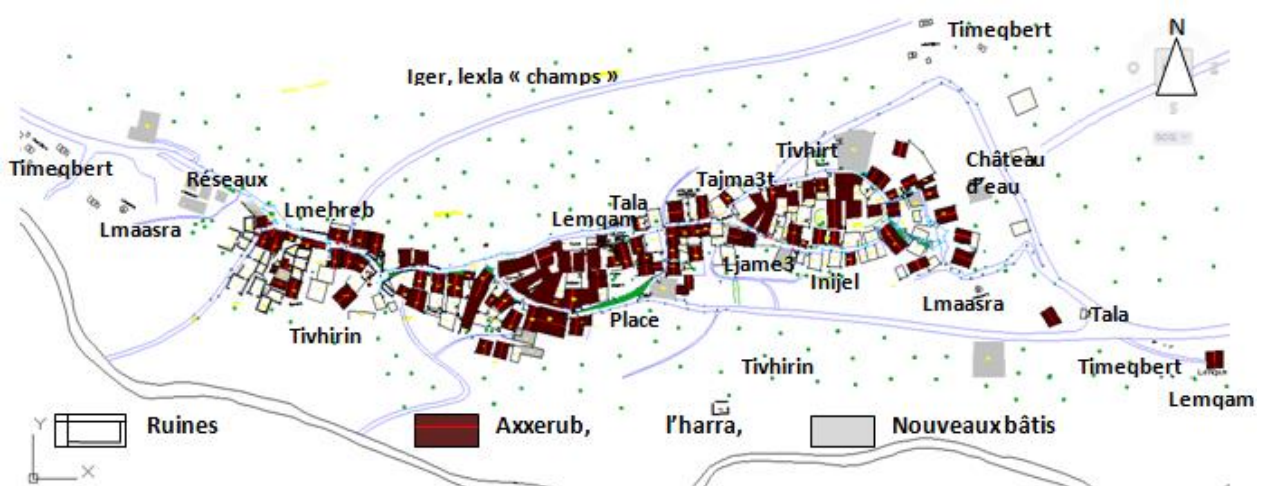 Timeqbert
N
Iger, lexla « champs »
O
S
Tivhirt
Château
d'eau
Timeqbert
Réseaux
Tajma3t
Tala
Lmehreb
Lemqam
Lmaasra
Ljame3
Inijel
Lmaasra
Tala
Place
Tivhirin
Tivhirin
Timeqbert
Lemqam
Ruines
Axxerub,
l'harra,
Nouveaux bâtis
Y
X